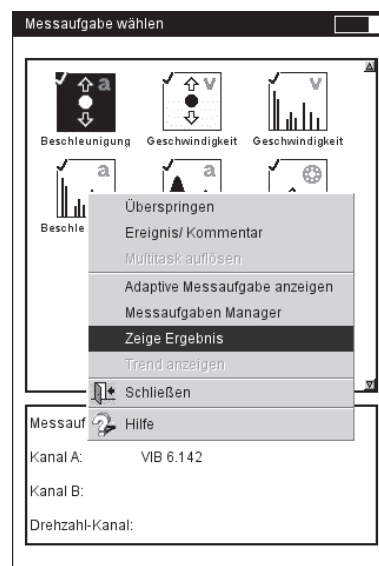 Messaufgabe wählen
a
v
v
Beschleunigung
Geschwindigkeit
Geschwindigkeit
a
a
Beschle
Überspringen
Ereignis/ Kommentar
Multitask auflösen
Adaptive Messaufgabe anzeigen
Messaufgaben Manager
Zeige Ergebnis
Trend anzeigen
Schließen
Hilfe
Messauf
Kanal A: VIB 6.142
Kanal B:
Drehzahl-Kanal: